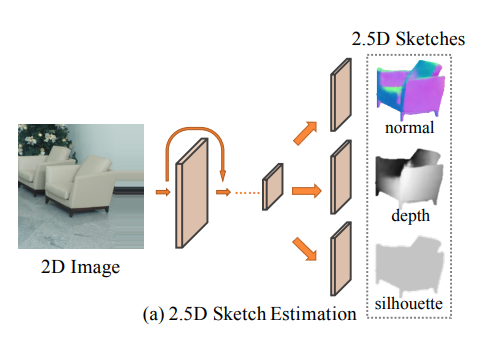 2.5D Sketches
normal
depth
2D Image
silhouette
(a) 2.5D Sketch Estimation